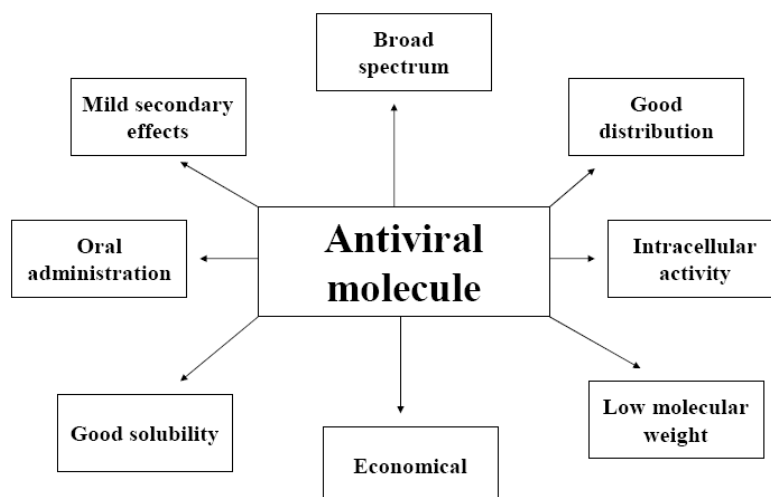 Broad
spectrum
Mild secondary
effects
Good
distribution
Antiviral
molecule
Oral
administration
Intracellular
activity
Good solubility
Economical
Low molecular
weight